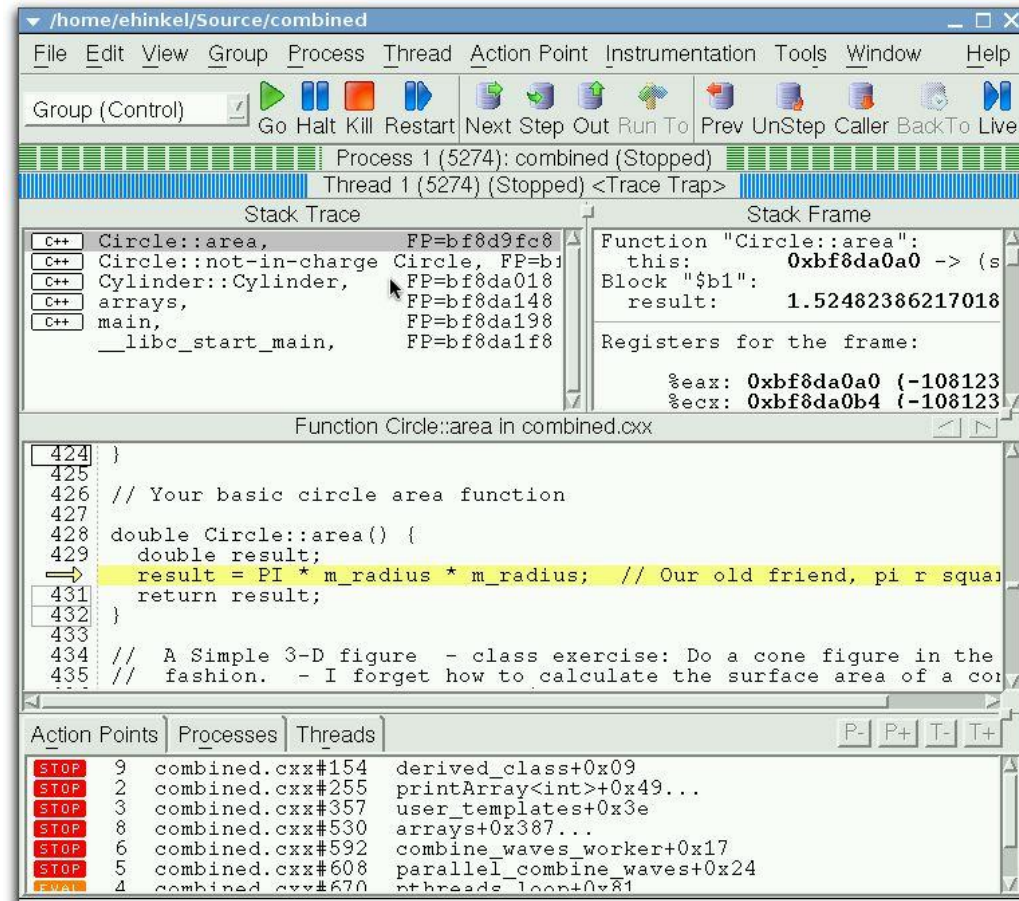 /home/ehinkel/Source/combined
File Edit View Group Process Thread Action Point Instrumentation Tools Window Help
Group (Control)
Go Halt Kill Restart Next Step Out Run To Prev UnStep Caller BackTo Live
Process 1 (5274): combined (Stopped)
Thread 1 (5274) (Stopped) <Trace Trap>
Stack Trace
C++ Circle::area, FP=bf8d9fc8
C++ Circle::not-in-charge Circle, FP=b
C++ Cylinder::Cylinder, FP=bf8da018
C++ arrays, FP=bf8da148
C++ main, FP=bf8da198
__libc_start_main, FP=bf8da1f8
Stack Frame
Function "Circle::area":
this: 0xbf8da0a0 -> (s
Block "$b1":
result: 1.52482386217018
Registers for the frame:
%eax: 0xbf8da0a0 (-108123
%ecx: 0xbf8da0b4 (-108123
Function Circle::area in combined.cxx
424 }
425
426 // Your basic circle area function
427
428 double Circle::area() {
429 double result;
result = PI * m_radius * m_radius; // Our old friend, pi r squa
431 return result;
432 }
433
434 // A Simple 3-D figure - class exercise: Do a cone figure in the
435 // fashion. - I forget how to calculate the surface area of a co
Action Points Processes Threads P- P+ T- T+
STOP 9 combined.cxx#154 derived_class+0x09
STOP 2 combined.cxx#255 printArray<int>+0x49...
STOP 3 combined.cxx#357 user_templates+0x3e
STOP 8 combined.cxx#530 arrays+0x387...
STOP 6 combined.cxx#592 combine_waves_worker+0x17
STOP 5 combined.cxx#608 parallel_combine_waves+0x24
EVAL 4 combined.cxx#670 pthreads_loop+0x81